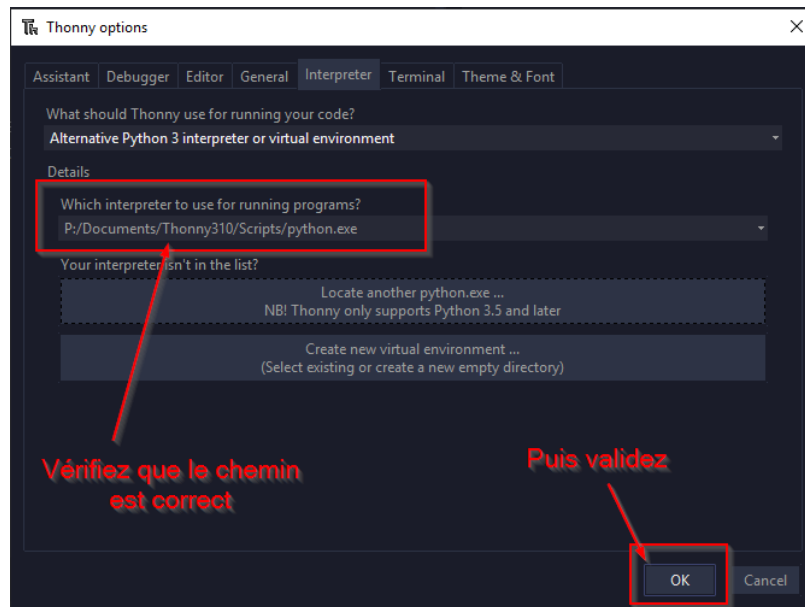 Thonny options
Assistant Debugger Editor General Interpreter Terminal Theme & Font
What should Thonny use for running your code?
Alternative Python 3 interpreter or virtual environment
Details
Which interpreter to use for running programs?
P:/Documents/Thonny310/Scripts/python.exe
Your interpreter isn't in the list?
Locate another python.exe ...
NB! Thonny only supports Python 3.5 and later
Create new virtual environment ...
(Select existing or create a new empty directory)
Vérifiez que le chemin
est correct
Puis validez
OK Cancel